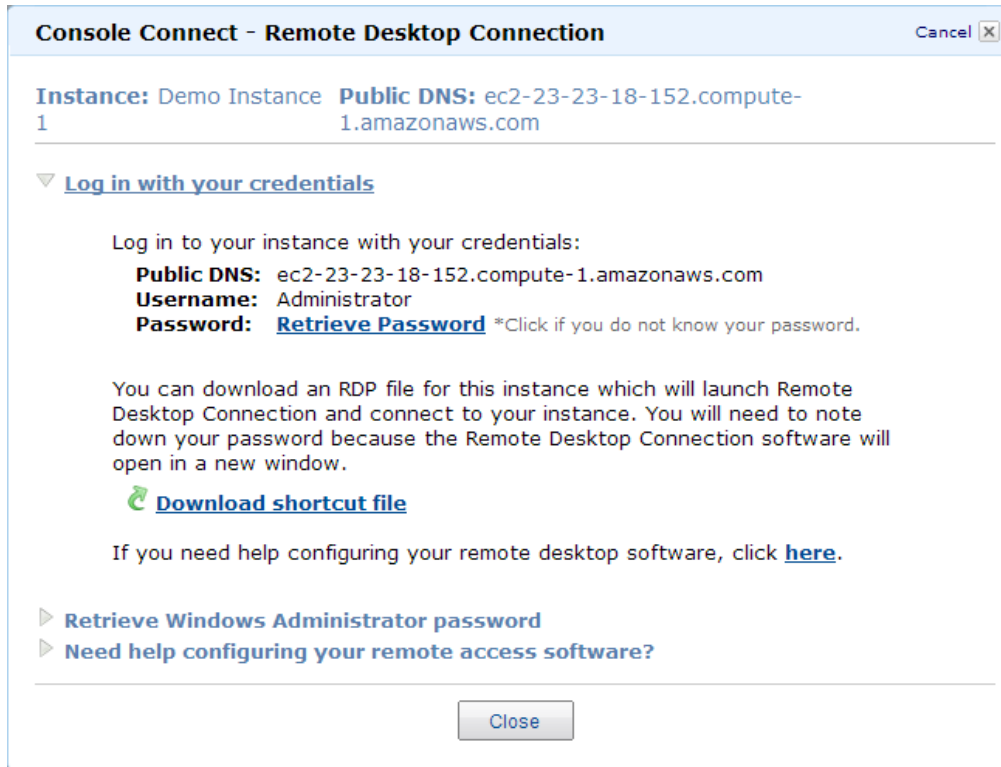 Console Connect - Remote Desktop Connection
Cancel
Instance: Demo Instance 1
Public DNS: ec2-23-23-18-152.compute-1.amazonaws.com
Log in with your credentials
Log in to your instance with your credentials:
Public DNS: ec2-23-23-18-152.compute-1.amazonaws.com
Username: Administrator
Password: Retrieve Password *Click if you do not know your password.
You can download an RDP file for this instance which will launch Remote
Desktop Connection and connect to your instance. You will need to note
down your password because the Remote Desktop Connection software will
open in a new window.
Download shortcut file
If you need help configuring your remote desktop software, click here.
Retrieve Windows Administrator password
Need help configuring your remote access software?
Close